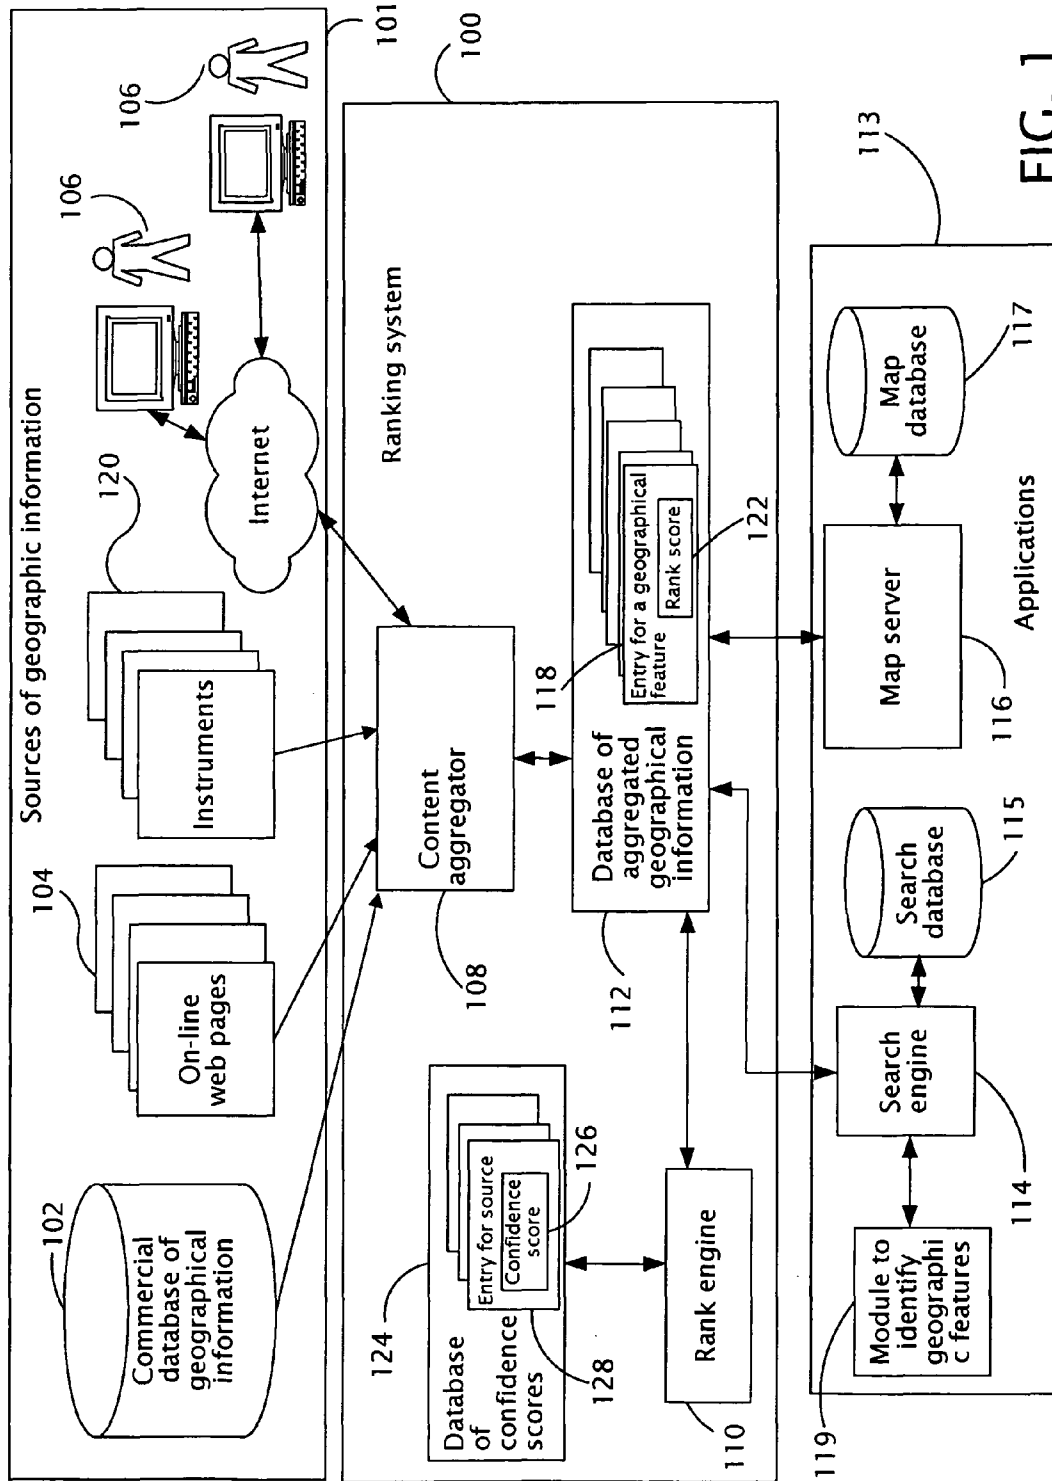 Sources of geographic information
101
102
Commercial
database of
geographical
information
104
On-line
web pages
120
Instruments
Internet
106
106
100
Ranking system
124
Database
of
confidence
scores
Entry for source
Confidence
score
126
128
Rank engine
110
Content
aggregator
108
Database of
aggregated
geographical
information
112
118
Entry for a geographical
feature
Rank score
122
113
Applications
119
Module to
identify
geographi
c features
Search
engine
114
Search
database
115
Map server
116
Map
database
117
FIG. 1